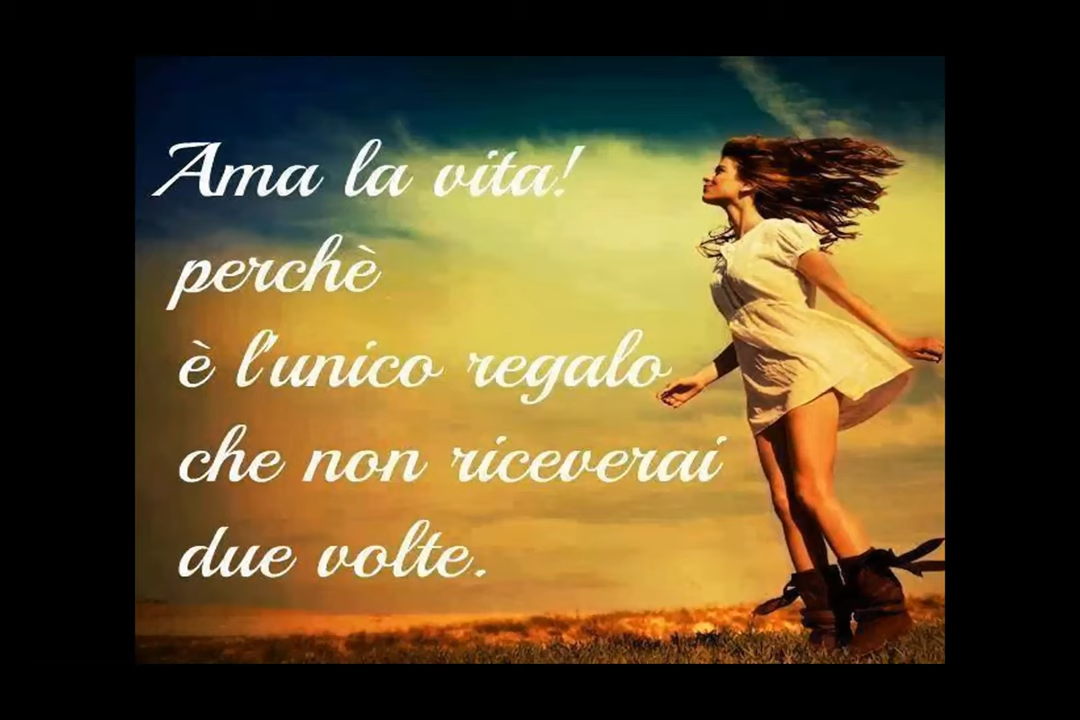 Ama la vita!
perchè
è l'unico regalo
che non riceverai
due volte.